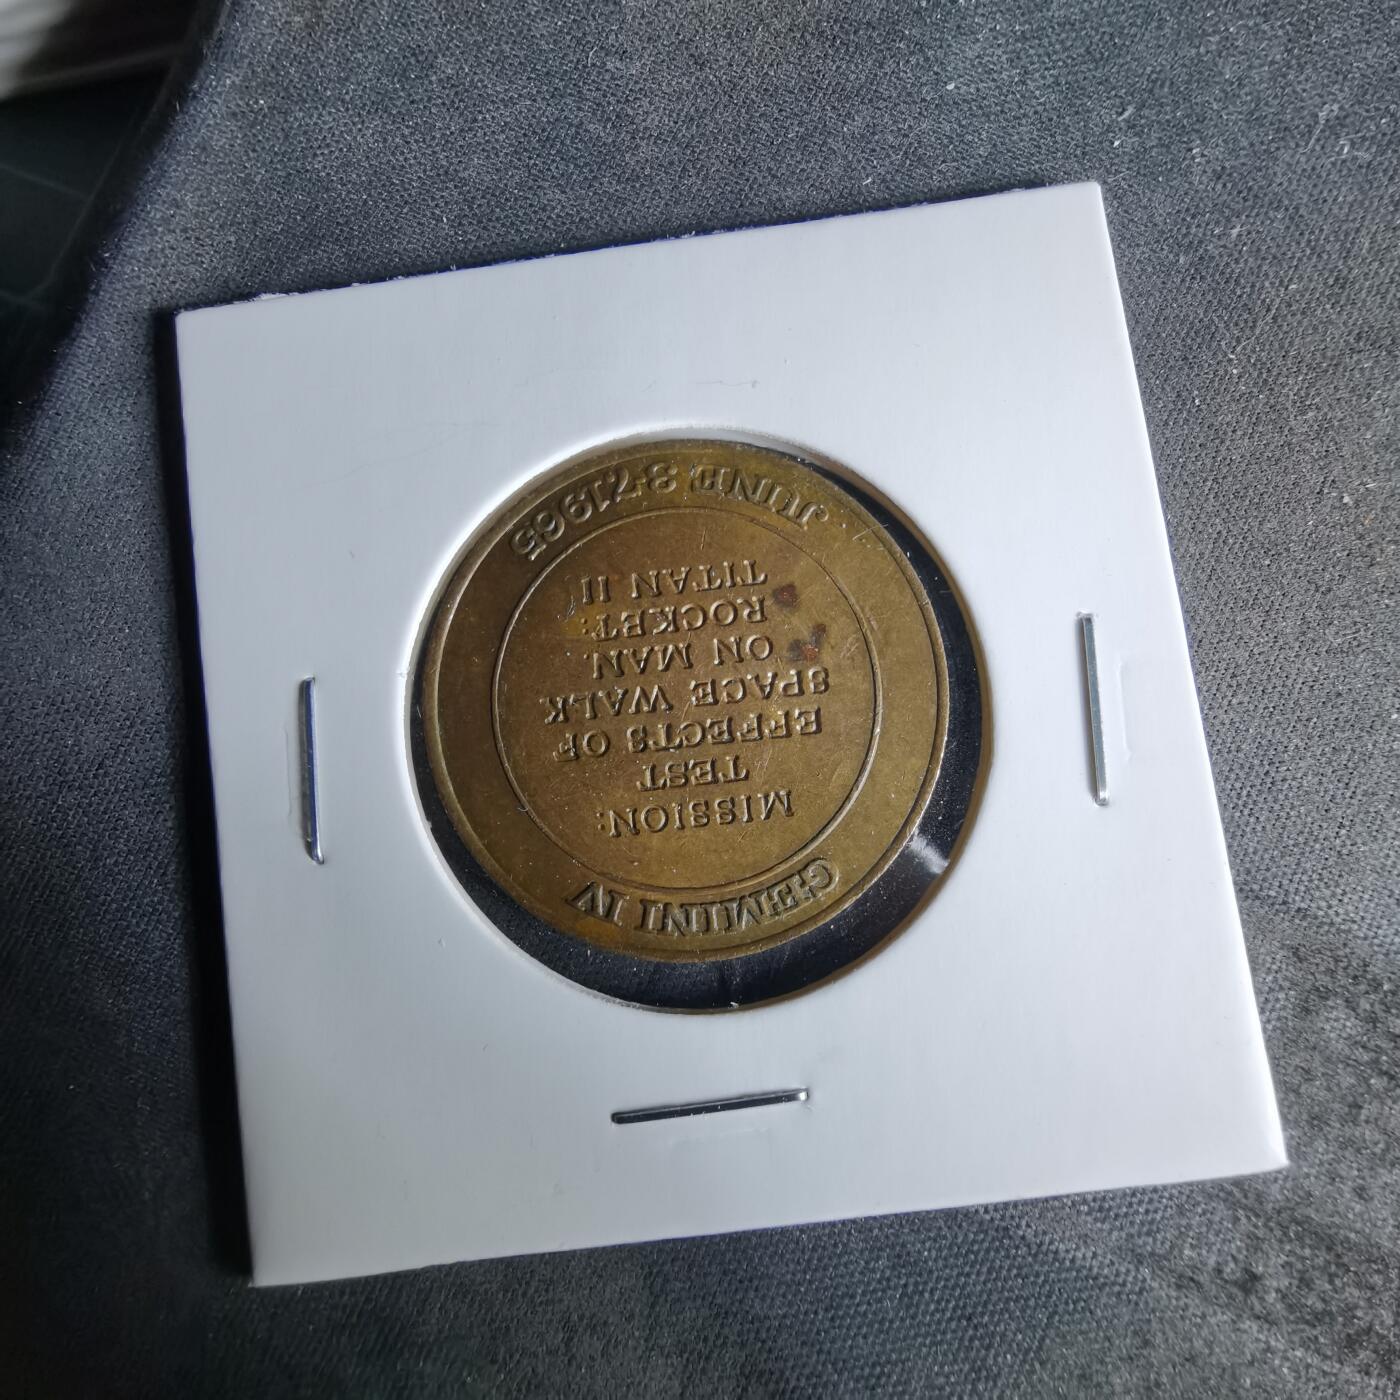 GEMINI IV
MISSION:
TEST
EFFECTS OF
SPACE WALK
ON MAN.
ROCKET:
TITAN II
JUNE 3-7 1965